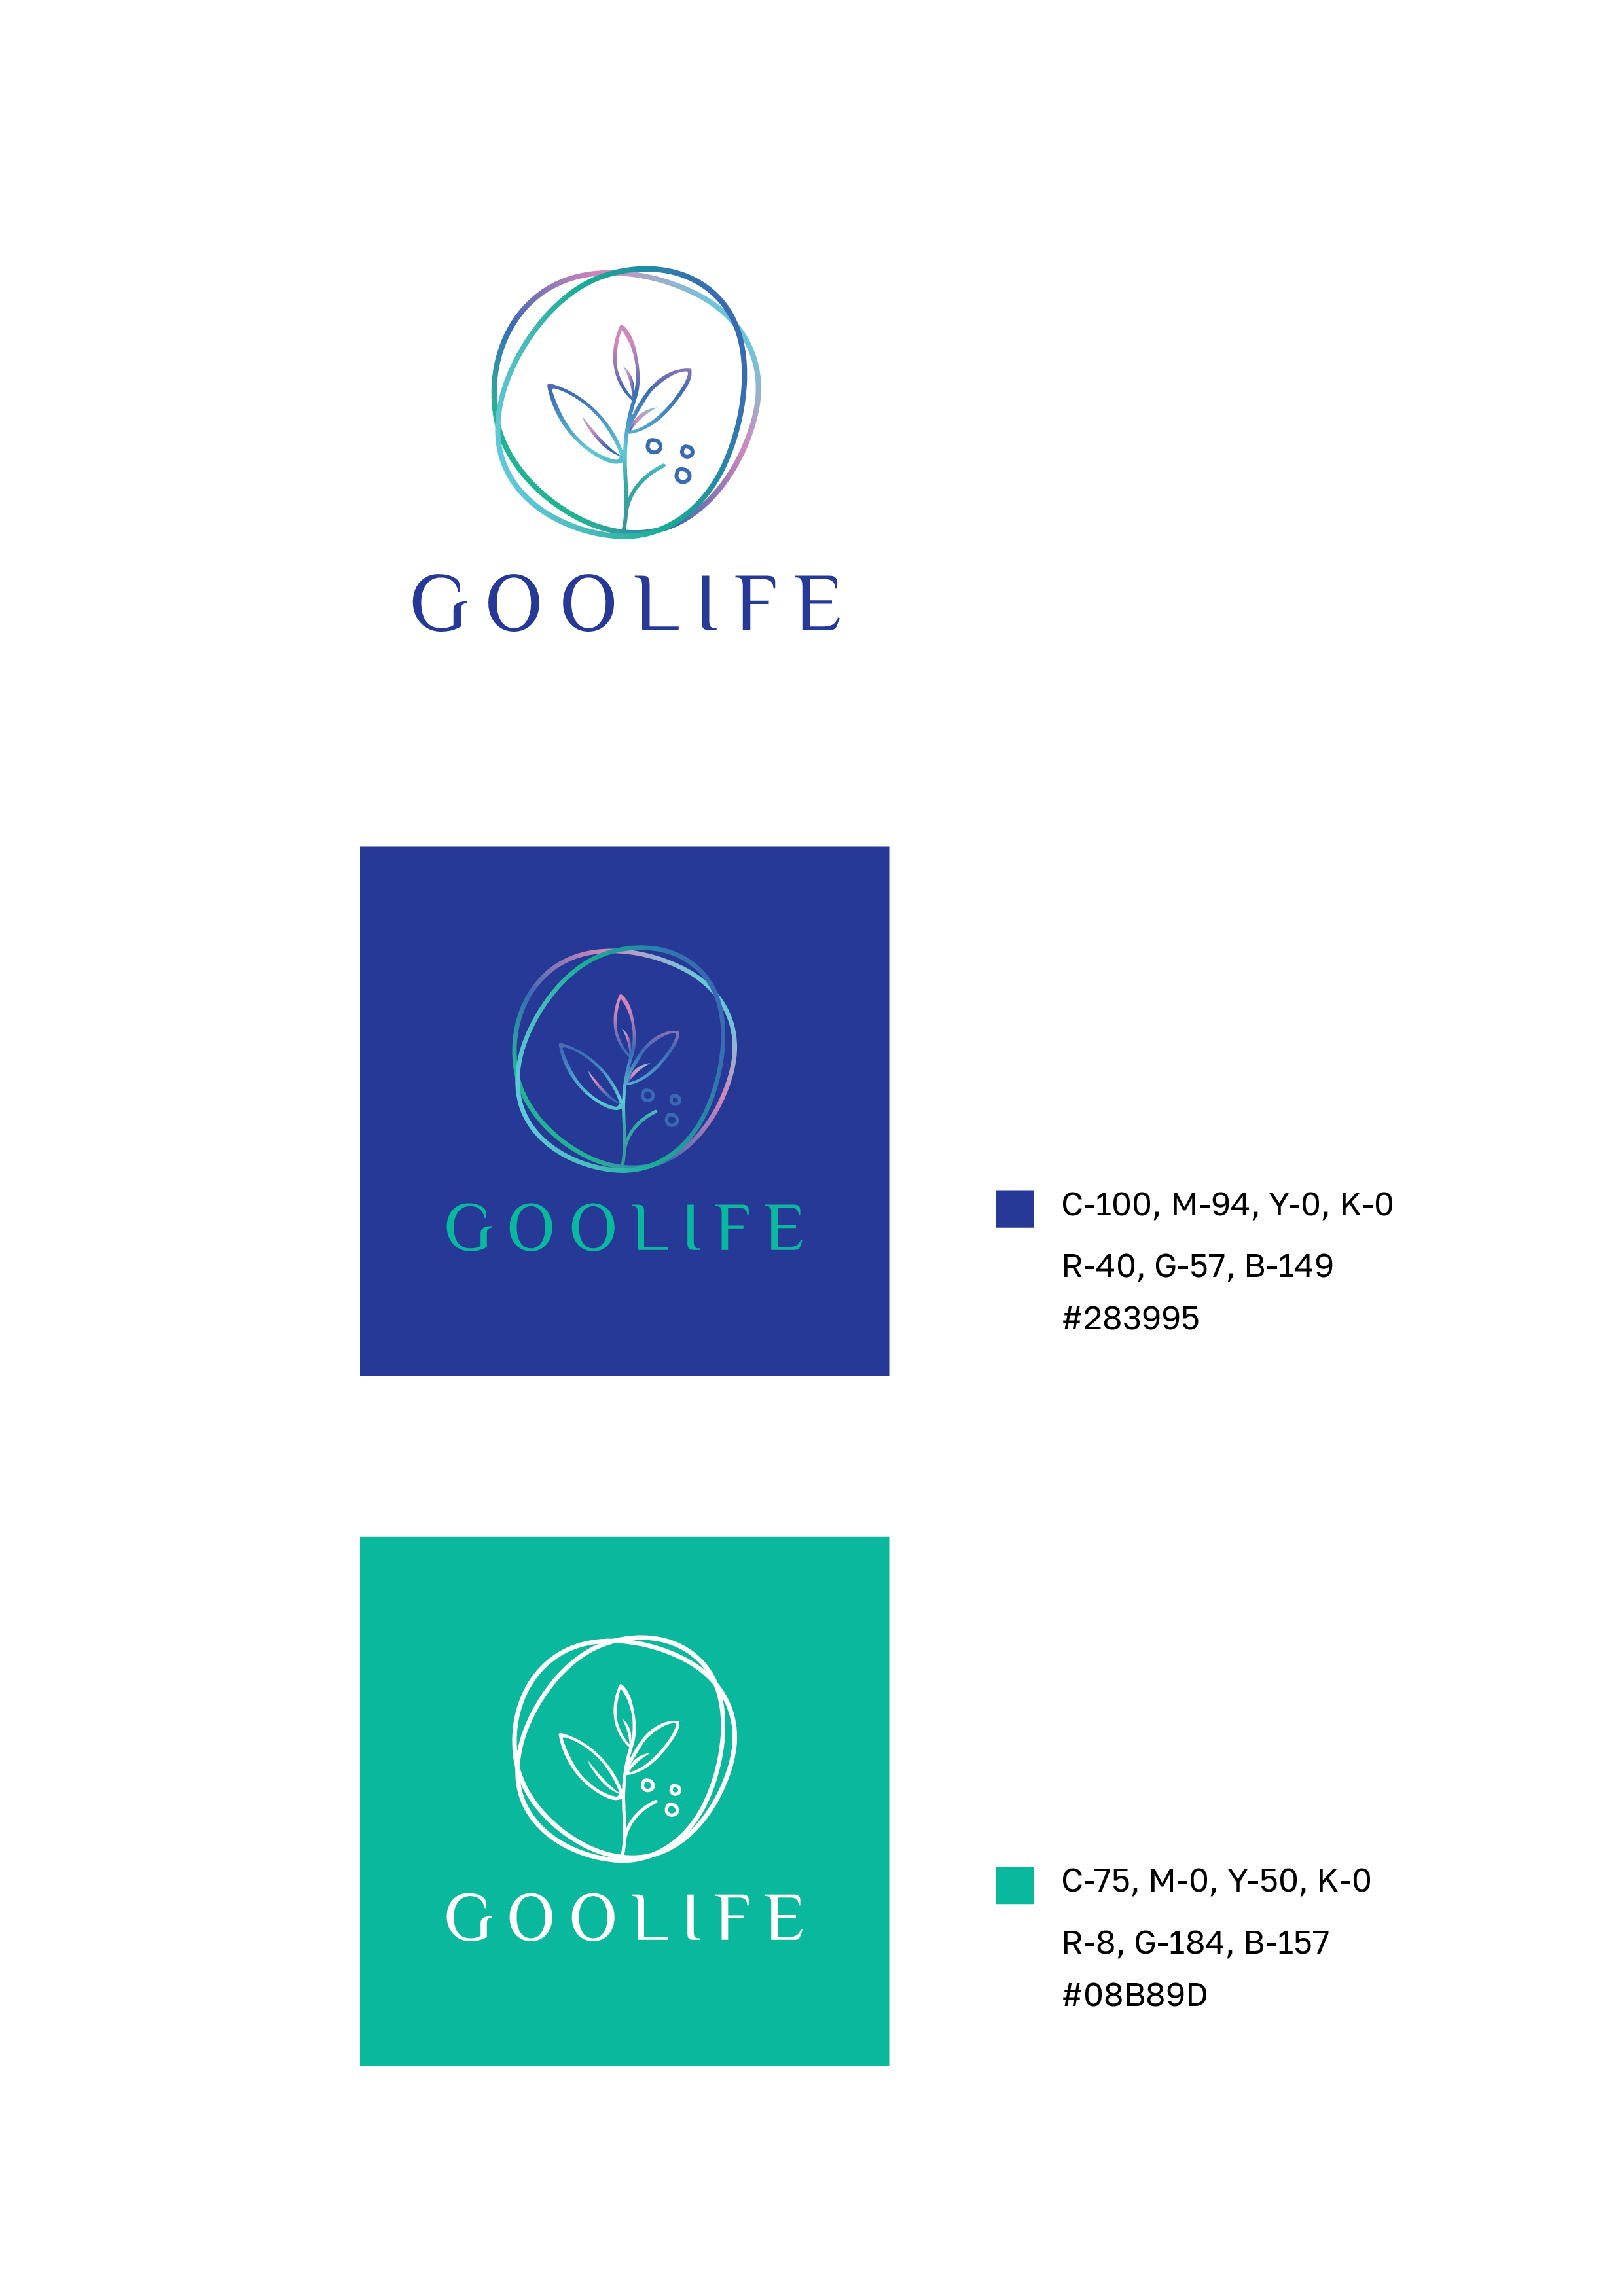 GOOLIFE
GOOLIFE
C-100, M-94, Y-0, K-0
R-40, G-57, B-149
#283995
GOOLIFE
C-75, M-0, Y-50, K-0
R-8, G-184, B-157
#08B89D